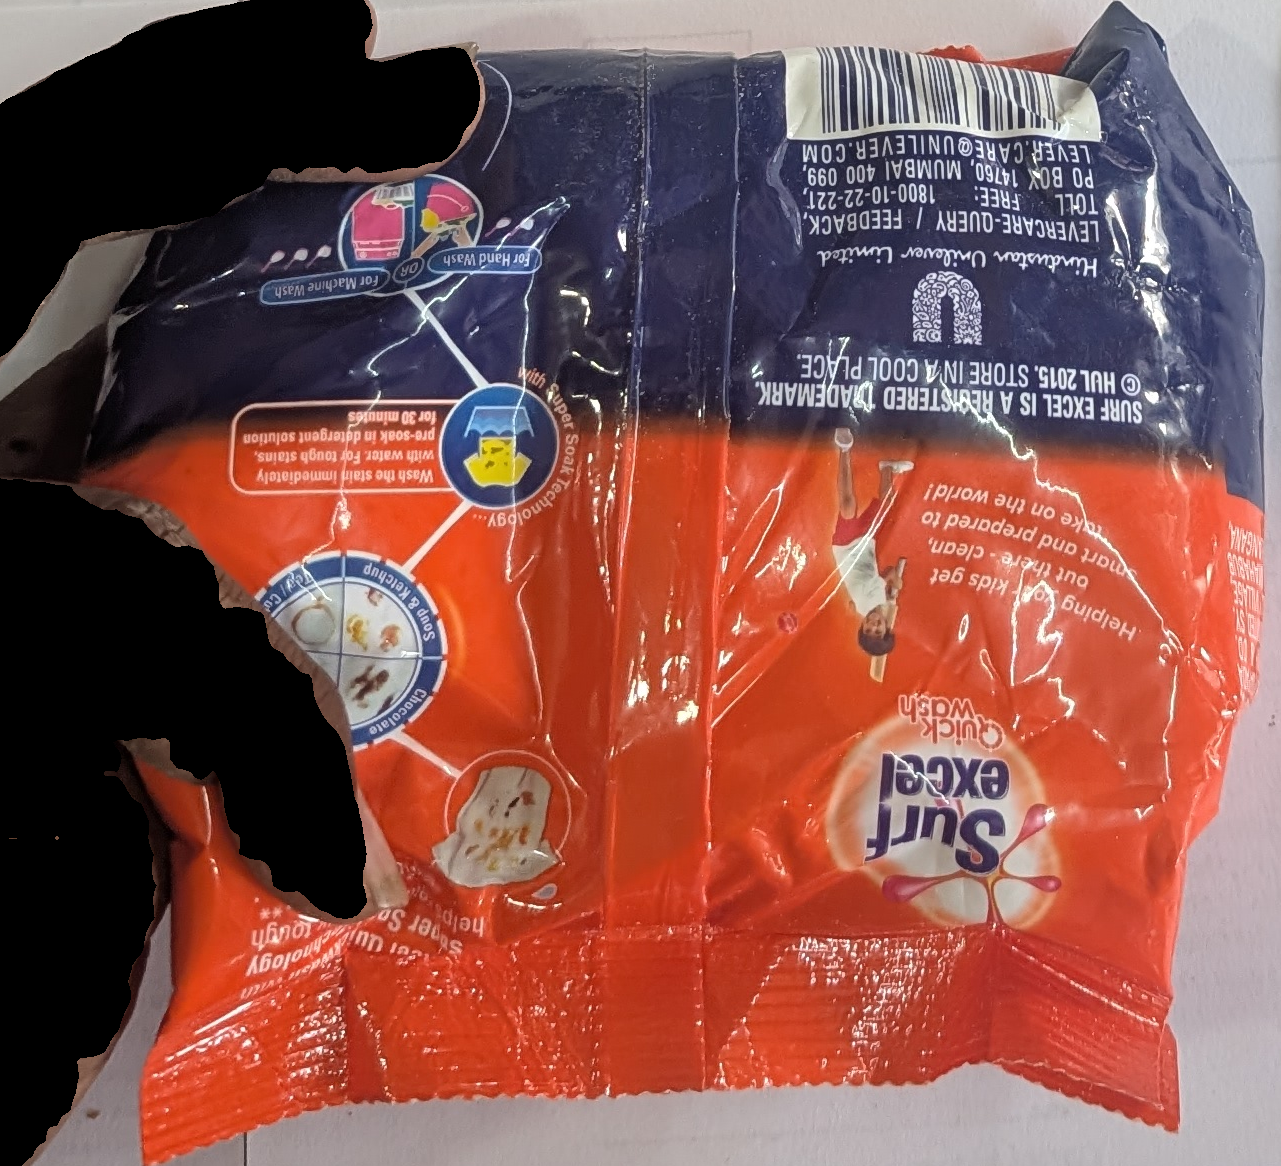 Surf
excel
Quick
wash
Helping your kids get
out there - clean,
smart and prepared to
take on the world!
SURF EXCEL IS A REGISTERED TRADEMARK.
© HUL 2015. STORE IN A COOL PLACE.
Hindustan Unilever Limited
LEVERCARE-QUERY / FEEDBACK,
TOLL FREE: 1800-10-22-221,
PO BOX 14760, MUMBAI 400 099,
LEVER.CARE@UNILEVER.COM
helps
tough
**
Chocolate
Soup & Ketchup
with Super Soak Technology...
Wash the stain immediately
with water. For tough stains,
pre-soak in detergent solution
for 30 minutes
For Hand Wash
OR
For Machine Wash